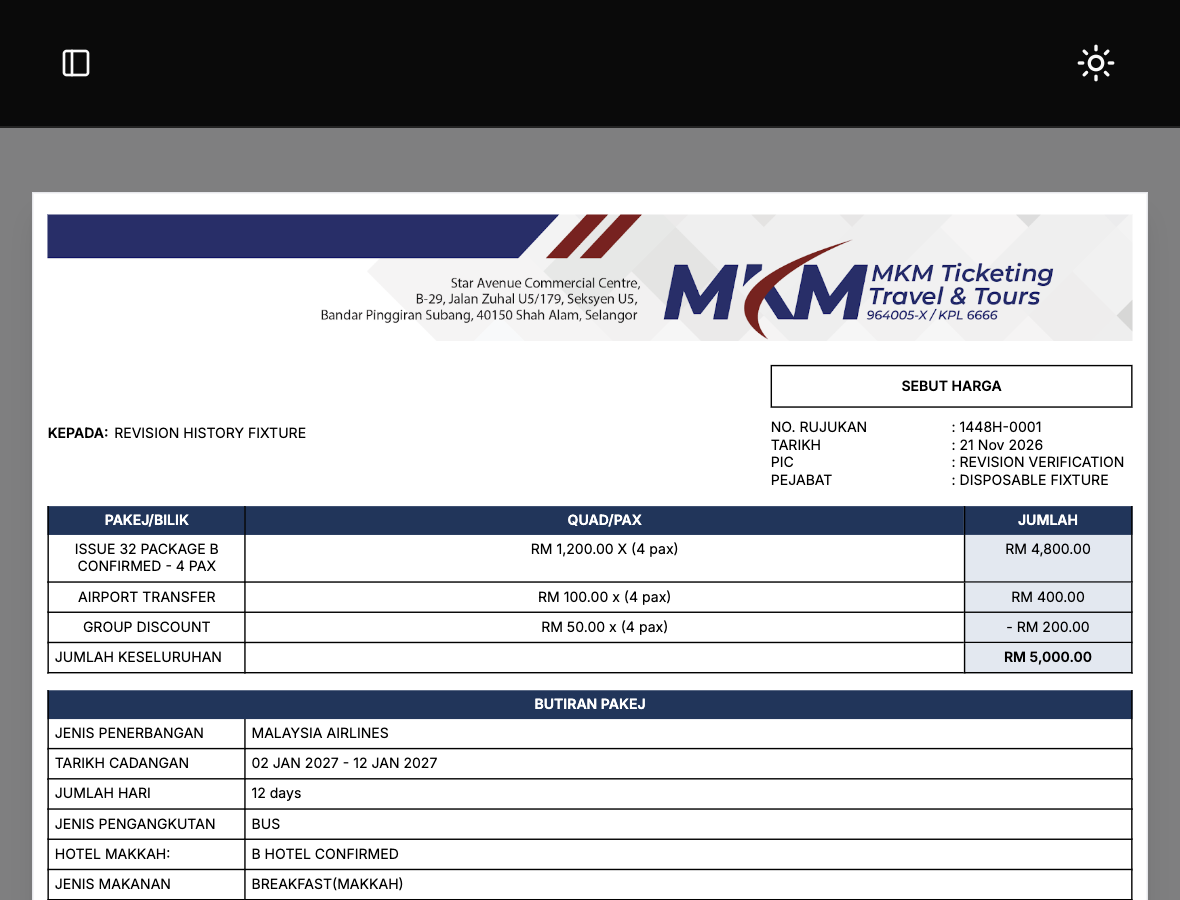 Star Avenue Commercial Centre,
B-29, Jalan Zuhal U5/179, Seksyen U5,
Bandar Pinggiran Subang, 40150 Shah Alam, Selangor
MKM
MKM Ticketing
Travel & Tours
964005-X / KPL 6666
SEBUT HARGA
KEPADA: REVISION HISTORY FIXTURE
NO. RUJUKAN : 1448H-0001
TARIKH : 21 Nov 2026
PIC : REVISION VERIFICATION
PEJABAT : DISPOSABLE FIXTURE
PAKEJ/BILIK QUAD/PAX JUMLAH
ISSUE 32 PACKAGE B RM 1,200.00 X (4 pax) RM 4,800.00
CONFIRMED - 4 PAX
AIRPORT TRANSFER RM 100.00 x (4 pax) RM 400.00
GROUP DISCOUNT RM 50.00 x (4 pax) - RM 200.00
JUMLAH KESELURUHAN RM 5,000.00
BUTIRAN PAKEJ
JENIS PENERBANGAN MALAYSIA AIRLINES
TARIKH CADANGAN 02 JAN 2027 - 12 JAN 2027
JUMLAH HARI 12 days
JENIS PENGANGKUTAN BUS
HOTEL MAKKAH: B HOTEL CONFIRMED
JENIS MAKANAN BREAKFAST(MAKKAH)